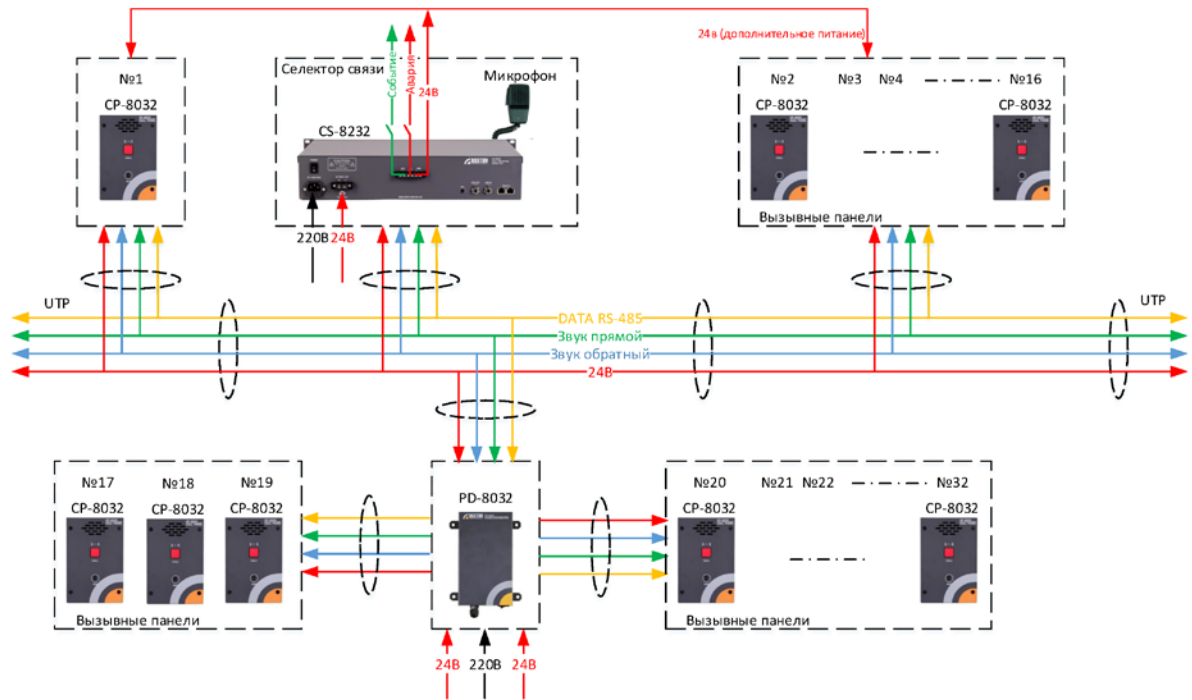 24в (дополнительное питание)
№1
CP-8032
Селектор связи
Микрофон
CS-8232
Событие
Авария
24В
220В
24В
№2
№3
№4
№16
CP-8032
CP-8032
Вызывные панели
UTP
UTP
DATA RS-485
Звук прямой
Звук обратный
24В
№17
№18
№19
CP-8032
CP-8032
CP-8032
Вызывные панели
PD-8032
24В
220В
24В
№20
№21
№22
№32
CP-8032
CP-8032
Вызывные панели